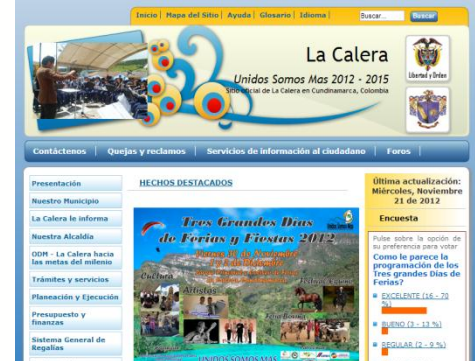 Inicio | Mapa del Sitio | Ayuda | Glosario | Idioma |
Buscar...
Buscar
La Calera
Unidos Somos Mas 2012 - 2015
Sitio oficial de La Calera en Cundinamarca, Colombia
Libertad y Orden
Contáctenos | Quejas y reclamos | Servicios de información al ciudadano | Foros |
Presentación
Nuestro Municipio
La Calera le informa
Nuestra Alcaldía
ODM - La Calera hacia
las metas del milenio
Trámites y servicios
Planeación y Ejecución
Presupuesto y
finanzas
Sistema General de
Regalías
HECHOS DESTACADOS
Tres Grandes Días
de Ferias y Fiestas 2012
Cultura
Artistas
UNIDOS SOMOS MAS
Última actualización:
Miércoles, Noviembre
21 de 2012
Encuesta
Pulse sobre la opción de
su preferencia para votar
Como le parece la
programación de los
Tres grandes Días de
Ferias?
EXCELENTE (16 - 70
%)
BUENO (3 - 13 %)
REGULAR (2 - 9 %)